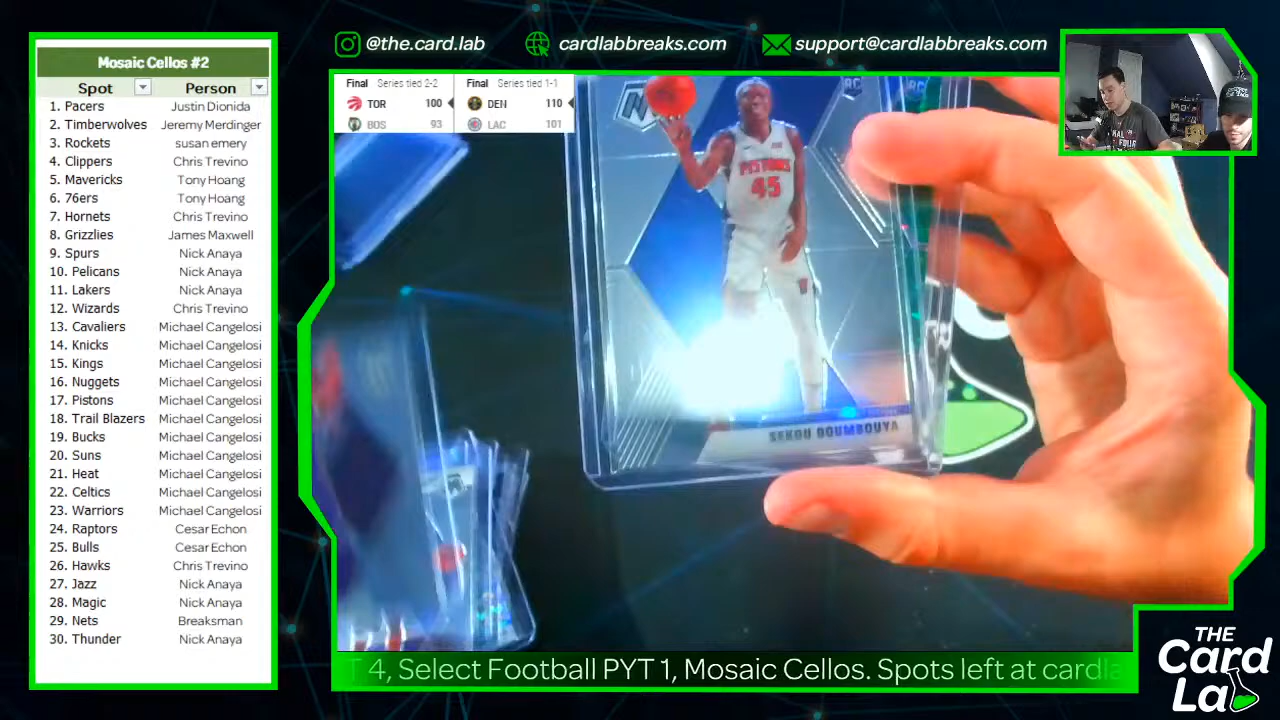 Mosaic Cellos #2
Spot Person
1. Pacers Justin Dionida
2. Timberwolves Jeremy Merdinger
3. Rockets susan emery
4. Clippers Chris Trevino
5. Mavericks Tony Hoang
6. 76ers Tony Hoang
7. Hornets Chris Trevino
8. Grizzlies James Maxwell
9. Spurs Nick Anaya
10. Pelicans Nick Anaya
11. Lakers Nick Anaya
12. Wizards Chris Trevino
13. Cavaliers Michael Cangelosi
14. Knicks Michael Cangelosi
15. Kings Michael Cangelosi
16. Nuggets Michael Cangelosi
17. Pistons Michael Cangelosi
18. Trail Blazers Michael Cangelosi
19. Bucks Michael Cangelosi
20. Suns Michael Cangelosi
21. Heat Michael Cangelosi
22. Celtics Michael Cangelosi
23. Warriors Michael Cangelosi
24. Raptors Cesar Echon
25. Bulls Cesar Echon
26. Hawks Chris Trevino
27. Jazz Nick Anaya
28. Magic Nick Anaya
29. Nets Breaksman
30. Thunder Nick Anaya
@the.card.lab cardlabbreaks.com support@cardlabbreaks.com
Final Series tied 2-2 Final Series tied 1-1
TOR 100 DEN 110
BOS 93 LAC 101
RC RC
PISTONS
45
SEKOU DOUMBOUYA
T 4, Select Football PYT 1, Mosaic Cellos. Spots left at cardla
THE
Card
La